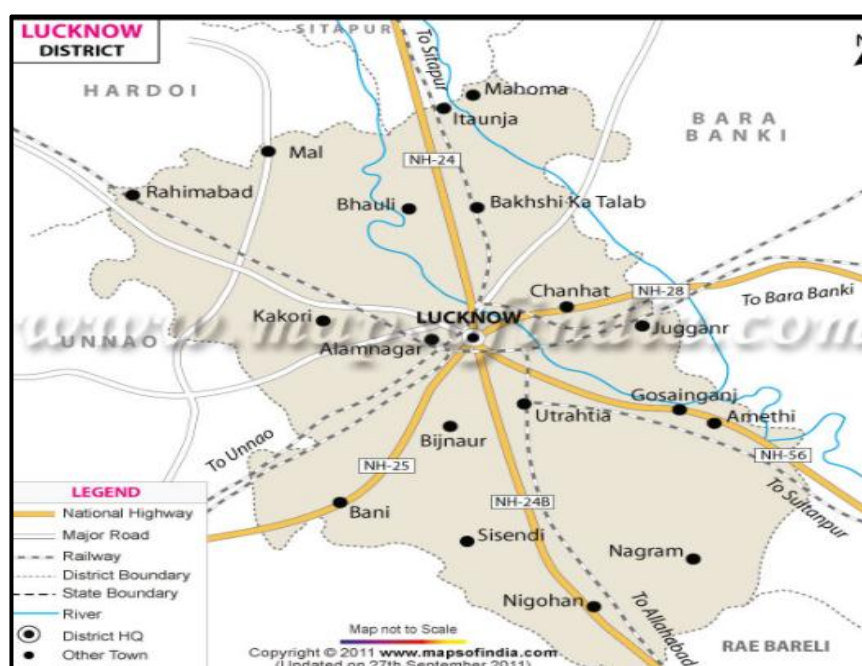 LUCKNOW
DISTRICT
SITAPUR
To Sitapur
N
HARDOI
Mahoma
Itaunja
BARA
BANKI
Mal
NH-24
Rahimabad
Bhauli
Bakhshi Ka Talab
Chanhat
NH-28
To Bara Banki
Kakori
LUCKNOW
Jugganr
www.mapsofindia.com
UNNAO
Alamnagar
Gosainganj
Utrahtia
Amethi
Bijnaur
To Unnao
NH-25
NH-56
To Sultanpur
LEGEND
National Highway
Major Road
Railway
District Boundary
State Boundary
River
District HQ
Other Town
Bani
NH-24B
Sisendi
Nagram
Nigohan
To Allahabad
Map not to Scale
RAE BARELI
Copyright © 2011 www.mapsofindia.com
(Updated on 27th September 2011)